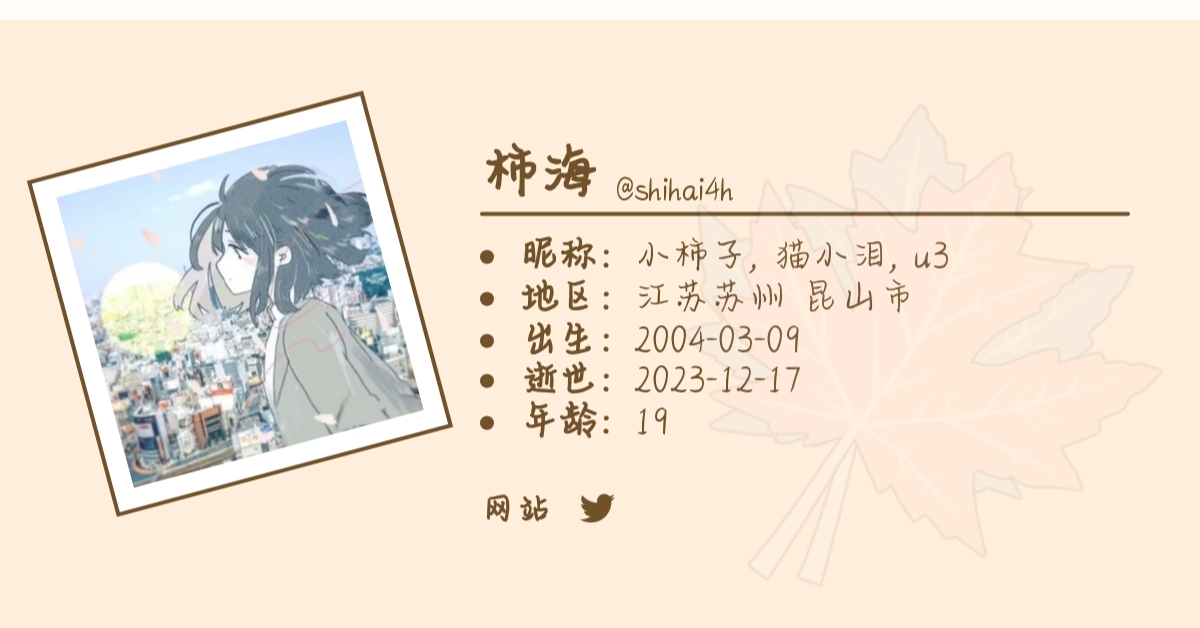 柿海 @shihai4h
昵称： 小柿子, 猫小泪, u3
地区： 江苏苏州 昆山市
出生： 2004-03-09
逝世： 2023-12-17
年龄： 19
网站